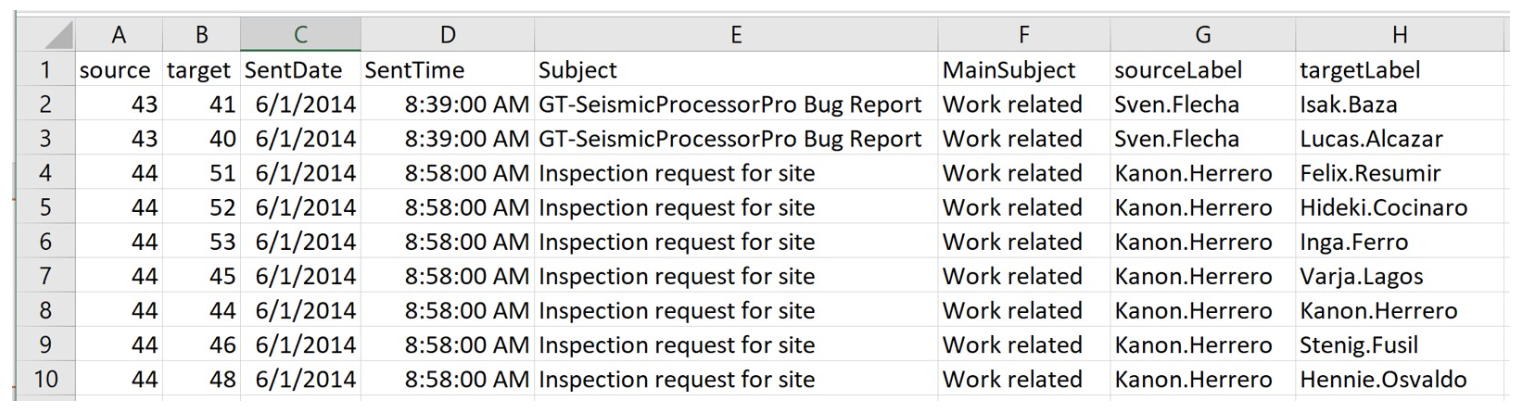 A B C D E F G H
1 source target SentDate SentTime Subject MainSubject sourceLabel targetLabel
2 43 41 6/1/2014 8:39:00 AM GT-SeismicProcessorPro Bug Report Work related Sven.Flecha Isak.Baza
3 43 40 6/1/2014 8:39:00 AM GT-SeismicProcessorPro Bug Report Work related Sven.Flecha Lucas.Alcazar
4 44 51 6/1/2014 8:58:00 AM Inspection request for site Work related Kanon.Herrero Felix.Resumir
5 44 52 6/1/2014 8:58:00 AM Inspection request for site Work related Kanon.Herrero Hideki.Cocinaro
6 44 53 6/1/2014 8:58:00 AM Inspection request for site Work related Kanon.Herrero Inga.Ferro
7 44 45 6/1/2014 8:58:00 AM Inspection request for site Work related Kanon.Herrero Varja.Lagos
8 44 44 6/1/2014 8:58:00 AM Inspection request for site Work related Kanon.Herrero Kanon.Herrero
9 44 46 6/1/2014 8:58:00 AM Inspection request for site Work related Kanon.Herrero Stenig.Fusil
10 44 48 6/1/2014 8:58:00 AM Inspection request for site Work related Kanon.Herrero Hennie.Osvaldo